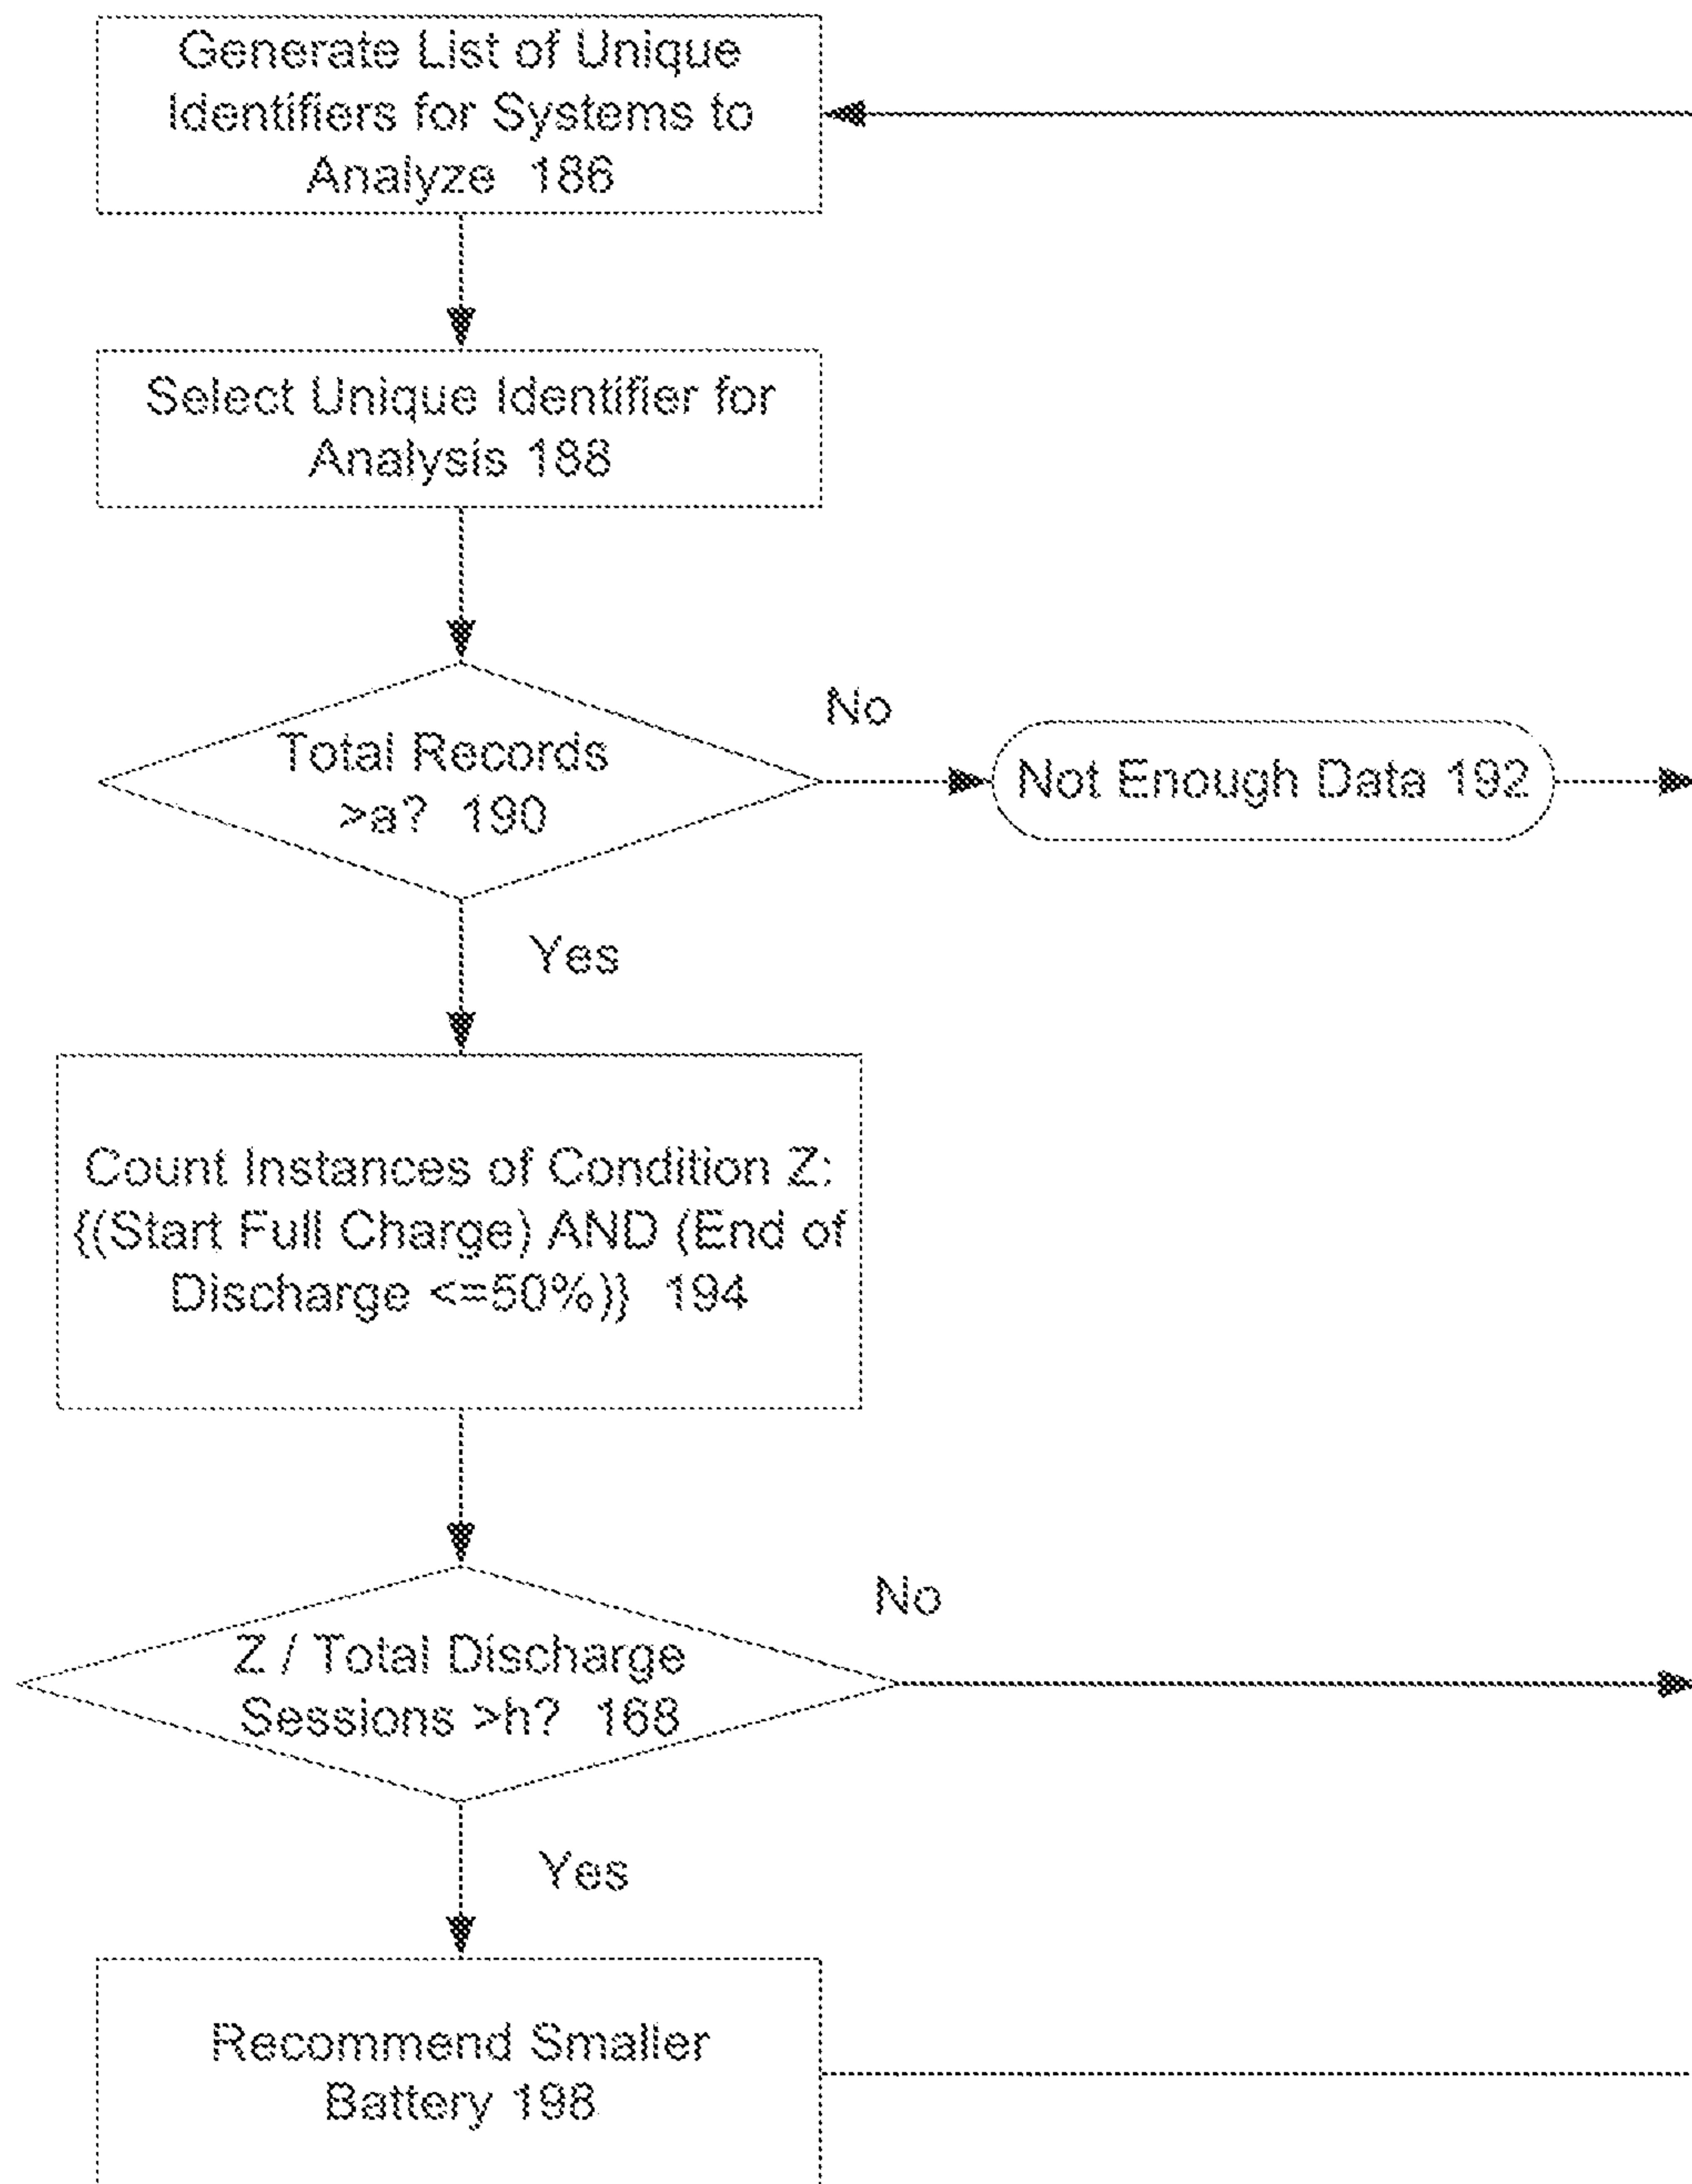 Generate List of Unique
Identifiers for Systems to
Analyze 186
Select Unique Identifier for
Analysis 188
Total Records
>a? 190
No
Not Enough Data 192
Yes
Count Instances of Condition Z:
{(Start Full Charge) AND (End of
Discharge <=50%)} 194
Z / Total Discharge
Sessions >h? 168
No
Yes
Recommend Smaller
Battery 198